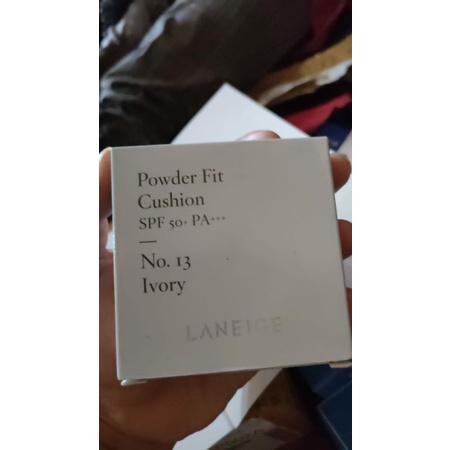 Powder Fit
Cushion
SPF 50+ PA+++
No. 13
Ivory
LANEIGE